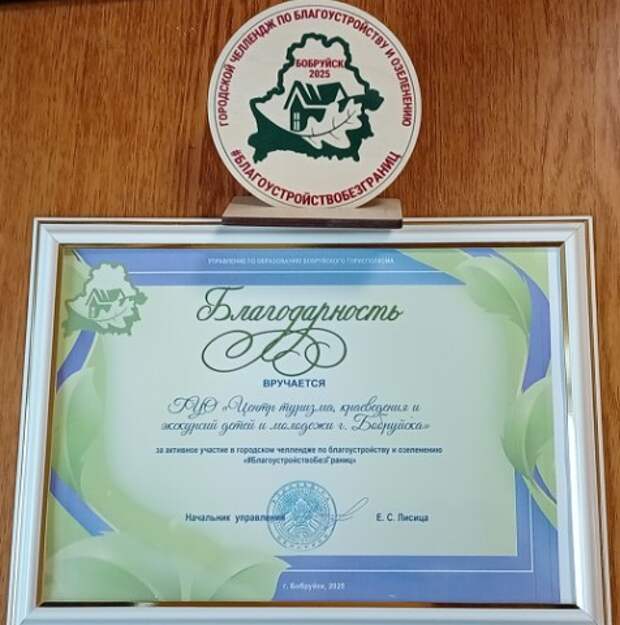 ГОРОДСКОЙ ЧЕЛЛЕНДЖ ПО БЛАГОУСТРОЙСТВУ И ОЗЕЛЕНЕНИЮ
БОБРУЙСК
2025
#БЛАГОУСТРОЙСТВОБЕЗГРАНИЦ
УПРАВЛЕНИЕ ПО ОБРАЗОВАНИЮ БОБРУЙСКОГО ГОРИСПОЛКОМА
Благодарность
ВРУЧАЕТСЯ
ГУО «Центр туризма, краеведения и
экскурсий детей и молодежи г. Бобруйска»
за активное участие в городском челлендже по благоустройству и озеленению
«#БлагоустройствоБезГраниц»
Начальник управления Е. С. Лисица
г. Бобруйск, 2025